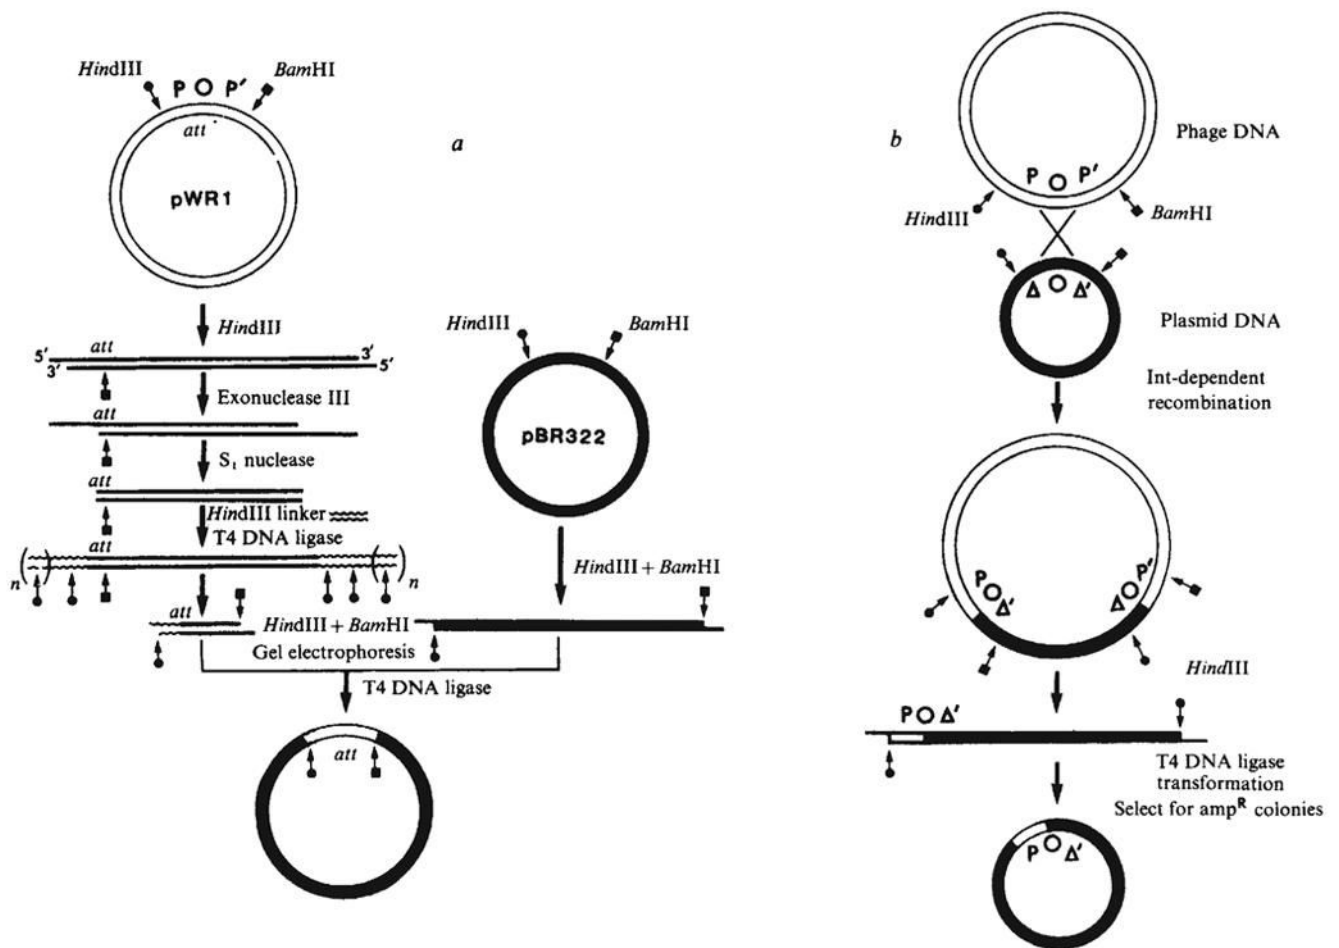 a
HindIII
P O P′
BamHI
att
pWR1
HindIII
5′
att
3′
3′
5′
Exonuclease III
att
S₁ nuclease
att
HindIII linker
T4 DNA ligase
att
n
n
HindIII
BamHI
pBR322
HindIII + BamHI
att
HindIII + BamHI
Gel electrophoresis
T4 DNA ligase
att
b
Phage DNA
P O P′
HindIII
BamHI
Δ O Δ′
Plasmid DNA
Int-dependent
recombination
P O Δ′
Δ O P′
HindIII
P O Δ′
T4 DNA ligase
transformation
Select for ampᴿ colonies
P O Δ′